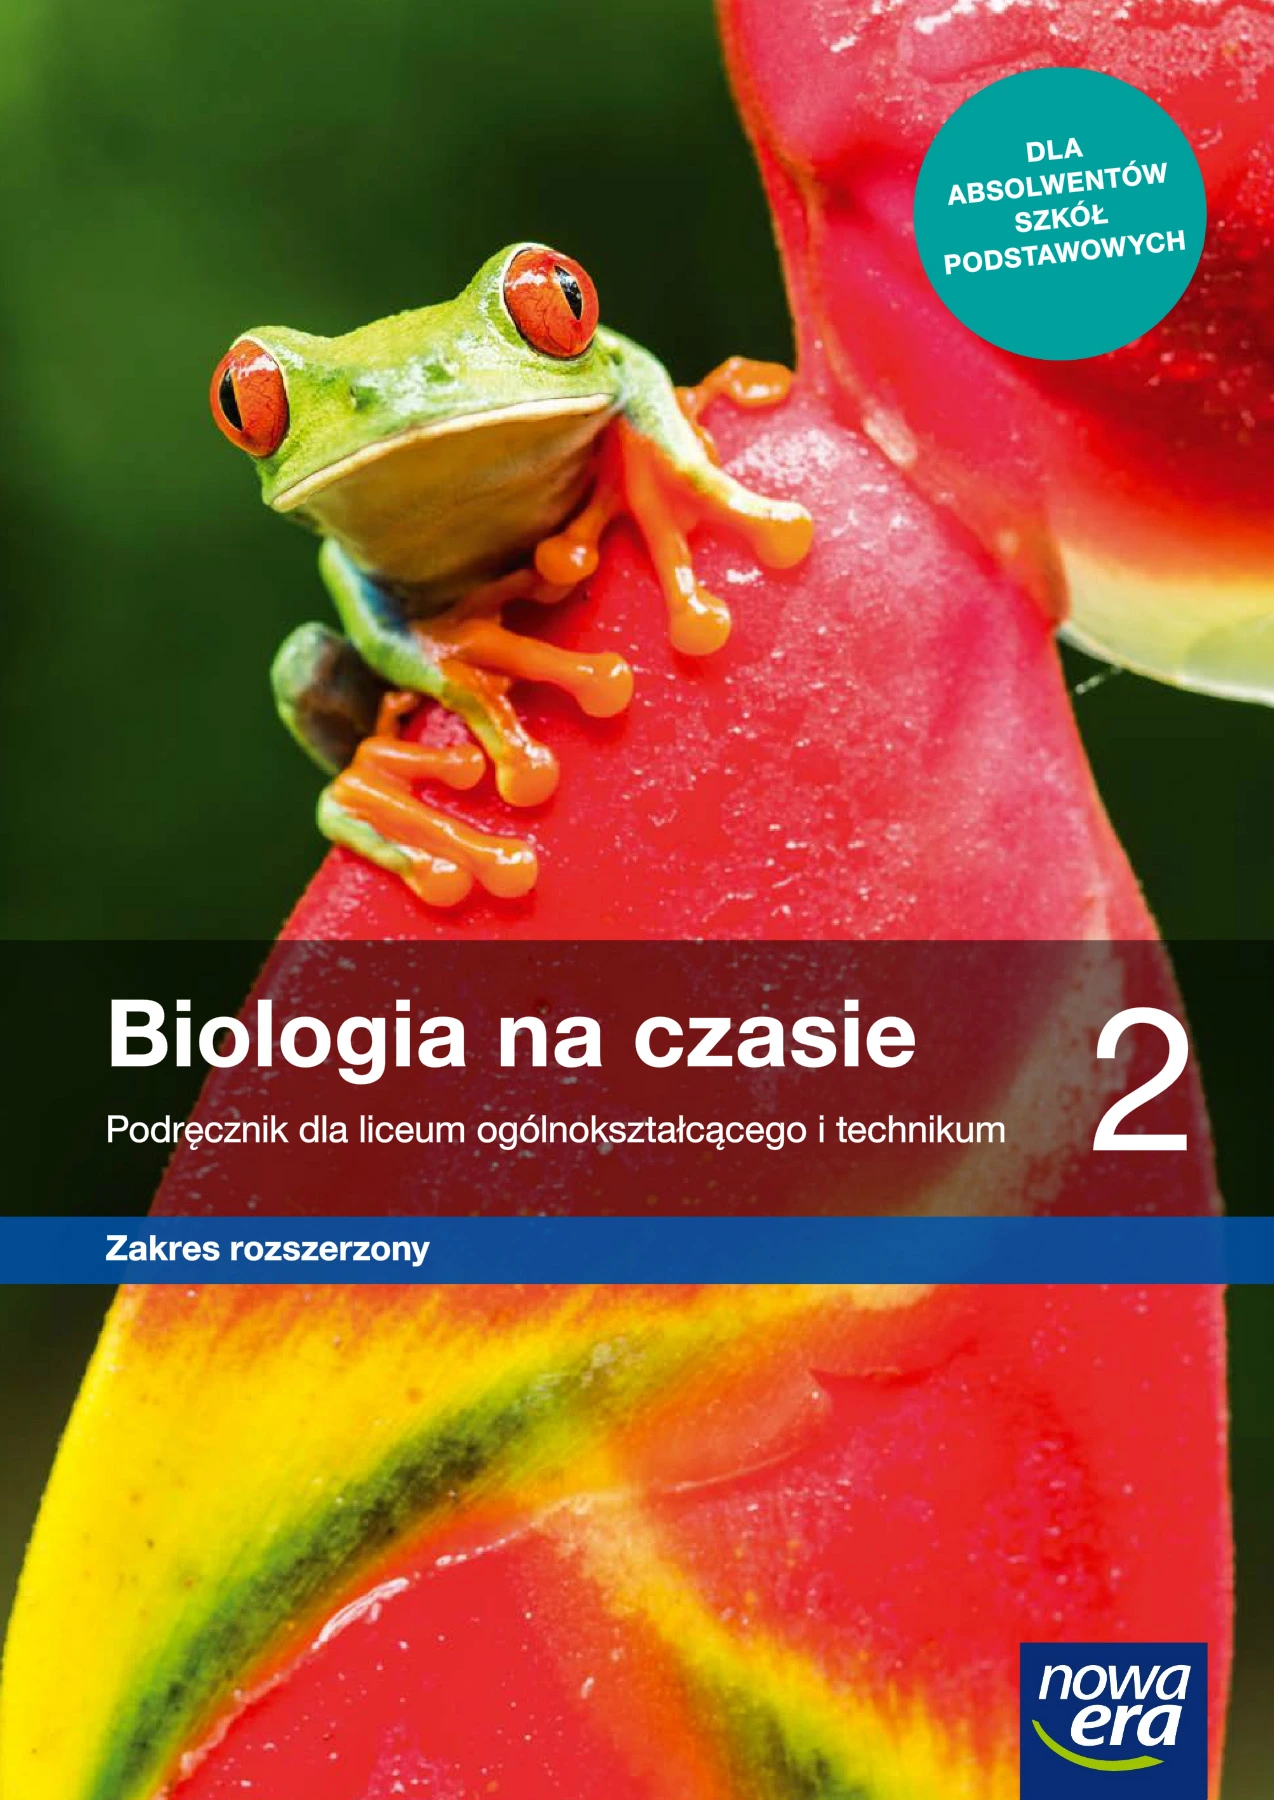 DLA
ABSOLWENTÓW
SZKÓŁ
PODSTAWOWYCH
Biologia na czasie 2
Podręcznik dla liceum ogólnokształcącego i technikum
Zakres rozszerzony
nowa
era